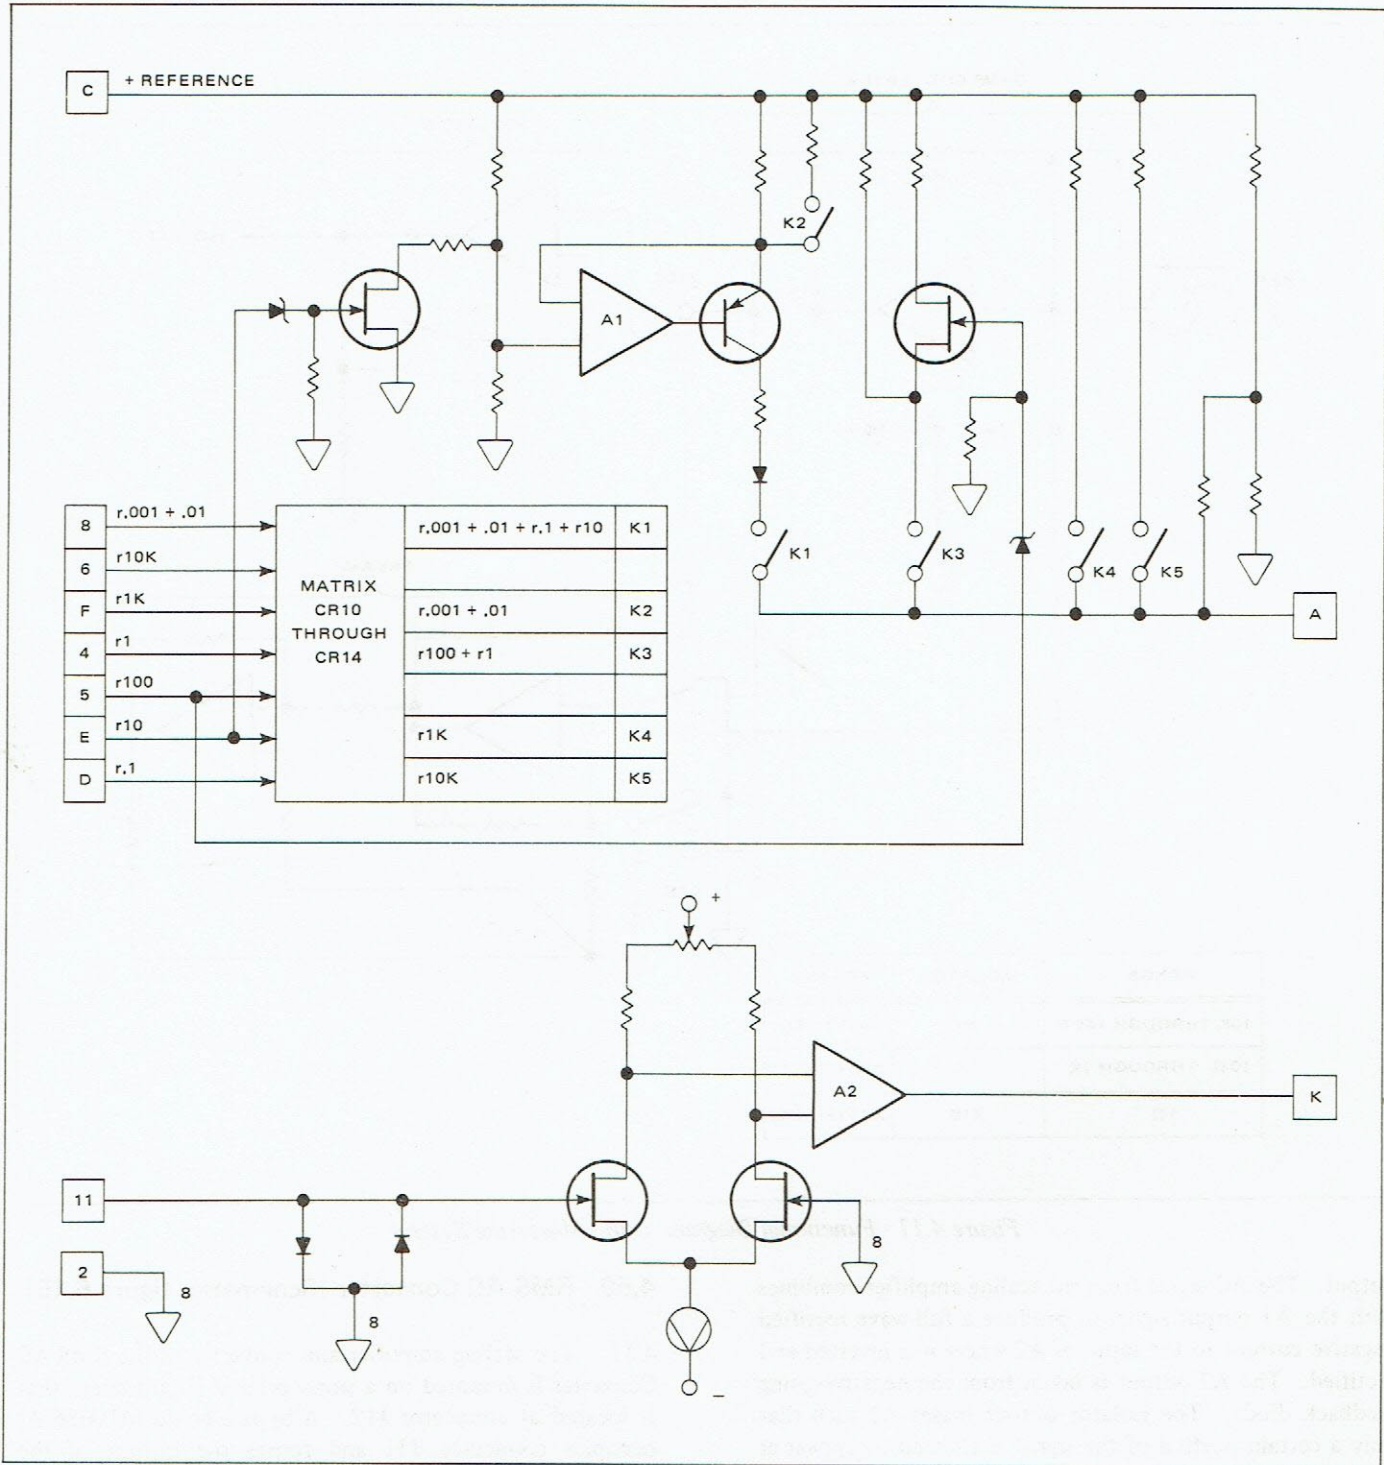 C + REFERENCE
K2
A1
K1
K3
K4
K5
A
8 r.001 + .01
6 r10K
F r1K
4 r1
5 r100
E r10
D r.1
MATRIX
CR10
THROUGH
CR14
r.001 + .01 + r.1 + r10 K1
r.001 + .01 K2
r100 + r1 K3
r1K K4
r10K K5
+
A2
K
11
8
2
8
8
−